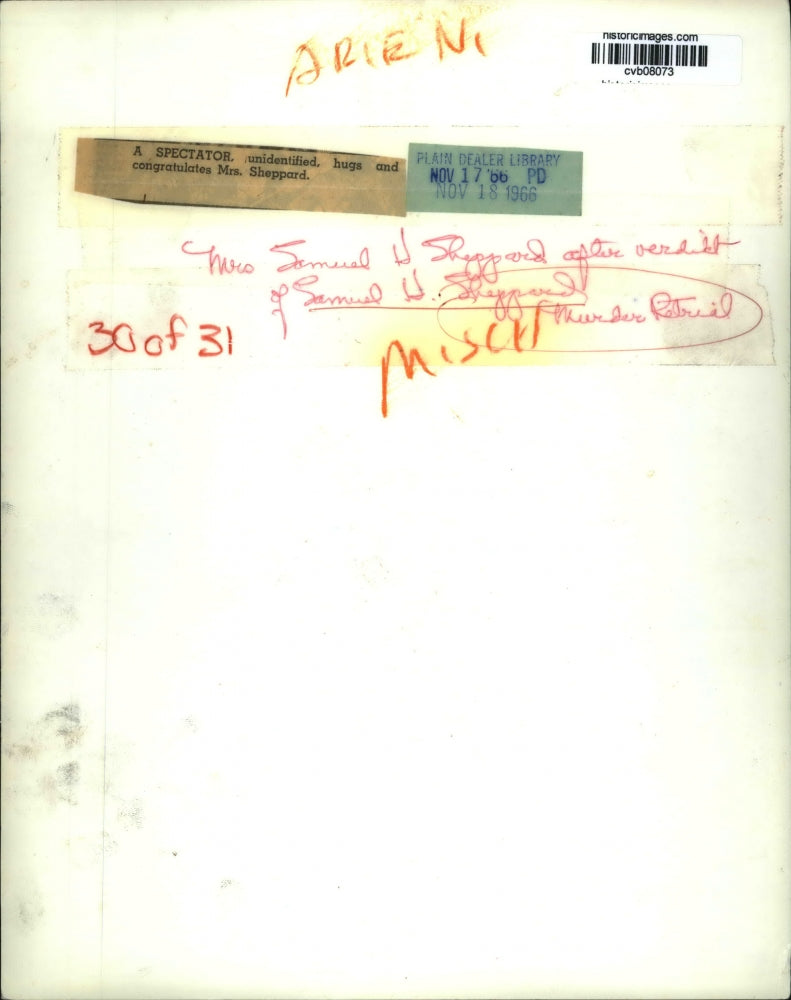 ARIENI
historicimages.com
cvb08073
A SPECTATOR, unidentified, hugs and
congratulates Mrs. Sheppard.
PLAIN DEALER LIBRARY
NOV 17 '66 PD
NOV 18 1966
Mrs Samuel H Sheppard after verdict
of Samuel H. Sheppard
Murder Retrial
30 of 31
MISCH